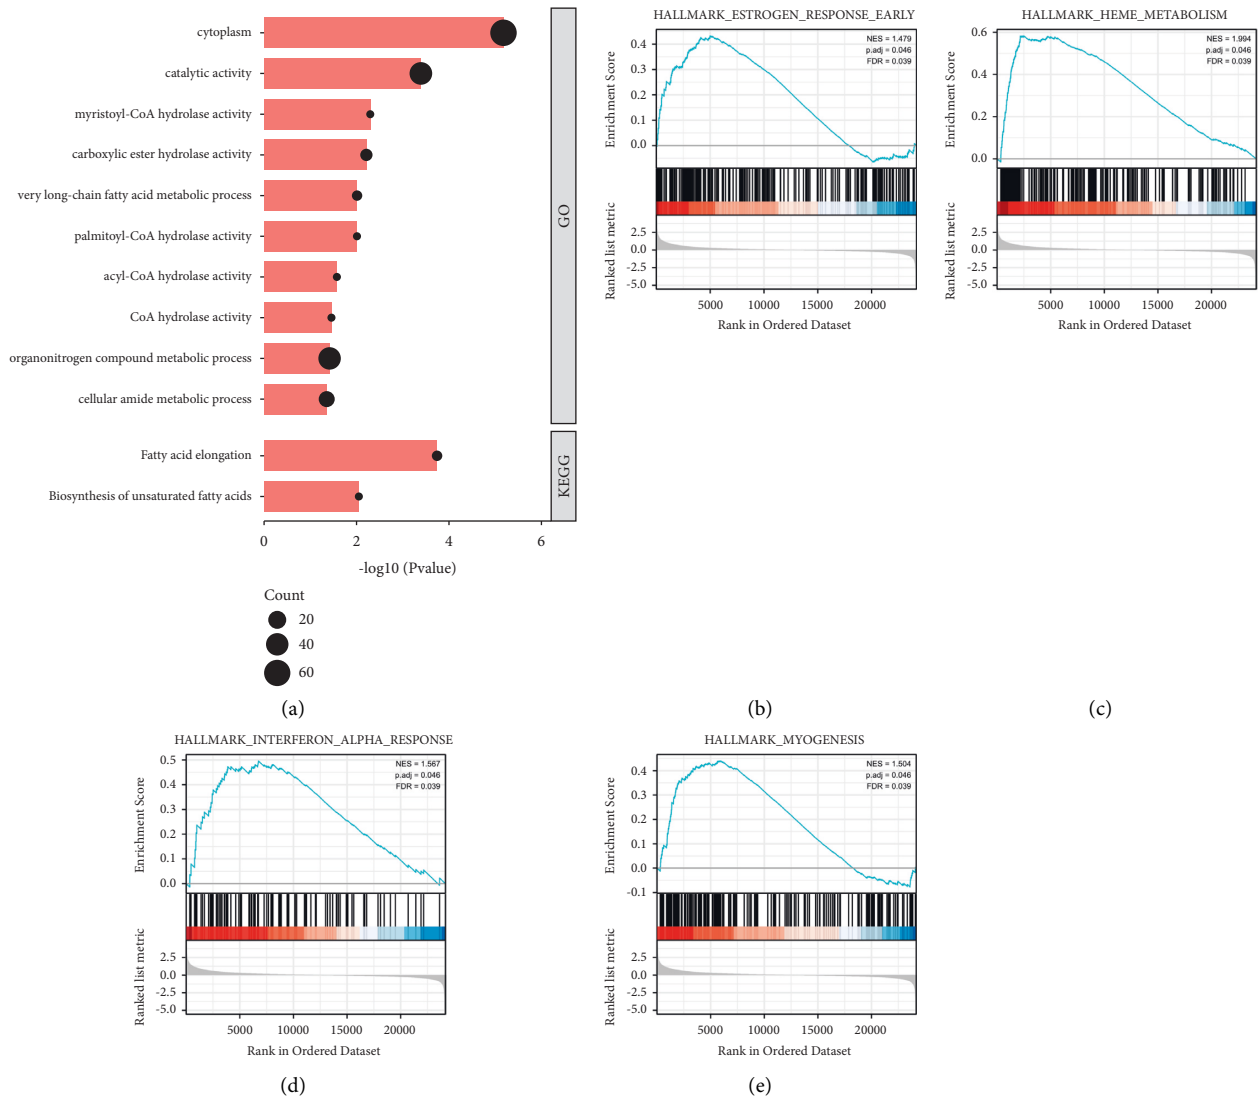 cytoplasm
catalytic activity
myristoyl-CoA hydrolase activity
carboxylic ester hydrolase activity
very long-chain fatty acid metabolic process
palmitoyl-CoA hydrolase activity
acyl-CoA hydrolase activity
CoA hydrolase activity
organonitrogen compound metabolic process
cellular amide metabolic process
GO
Fatty acid elongation
Biosynthesis of unsaturated fatty acids
KEGG
0 2 4 6
-log10 (Pvalue)
Count
20
40
60
(a)
HALLMARK_ESTROGEN_RESPONSE_EARLY
NES = 1.479
p.adj = 0.046
FDR = 0.039
Enrichment Score
0.4
0.3
0.2
0.1
0.0
Ranked list metric
2.5
0.0
-2.5
-5.0
5000 10000 15000 20000
Rank in Ordered Dataset
(b)
HALLMARK_HEME_METABOLISM
NES = 1.994
p.adj = 0.046
FDR = 0.039
Enrichment Score
0.6
0.4
0.2
0.0
Ranked list metric
2.5
0.0
-2.5
-5.0
5000 10000 15000 20000
Rank in Ordered Dataset
(c)
HALLMARK_INTERFERON_ALPHA_RESPONSE
NES = 1.567
p.adj = 0.046
FDR = 0.039
Enrichment Score
0.5
0.4
0.3
0.2
0.1
0.0
Ranked list metric
2.5
0.0
-2.5
-5.0
5000 10000 15000 20000
Rank in Ordered Dataset
(d)
HALLMARK_MYOGENESIS
NES = 1.504
p.adj = 0.046
FDR = 0.039
Enrichment Score
0.4
0.3
0.2
0.1
0.0
-0.1
Ranked list metric
2.5
0.0
-2.5
-5.0
5000 10000 15000 20000
Rank in Ordered Dataset
(e)